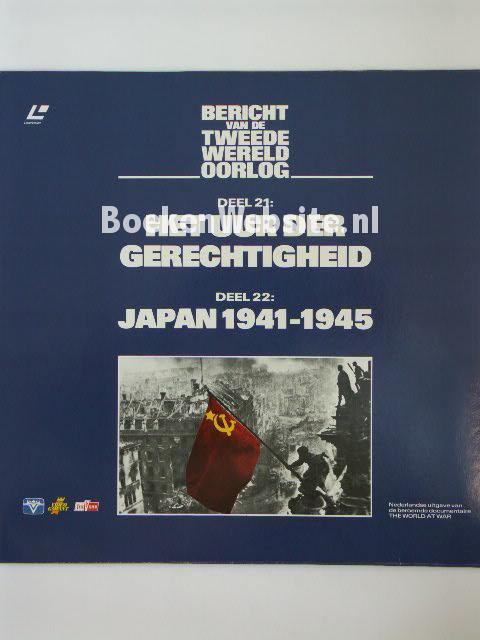 BERICHT
VAN DE
TWEEDE
WERELD
OORLOG
DEEL 21:
BoekenWebsite.nl
DER
GERECHTIGHEID
DEEL 22:
JAPAN 1941-1945
Nederlandse uitgave van
de beroemde documentaire
THE WORLD AT WAR